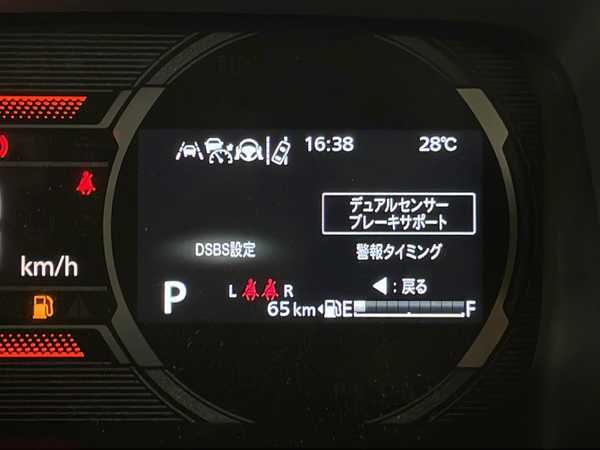 16:38 28℃
デュアルセンサー
ブレーキサポート
DSBS設定
警報タイミング
km/h
◀:戻る
P
L R
65km E F